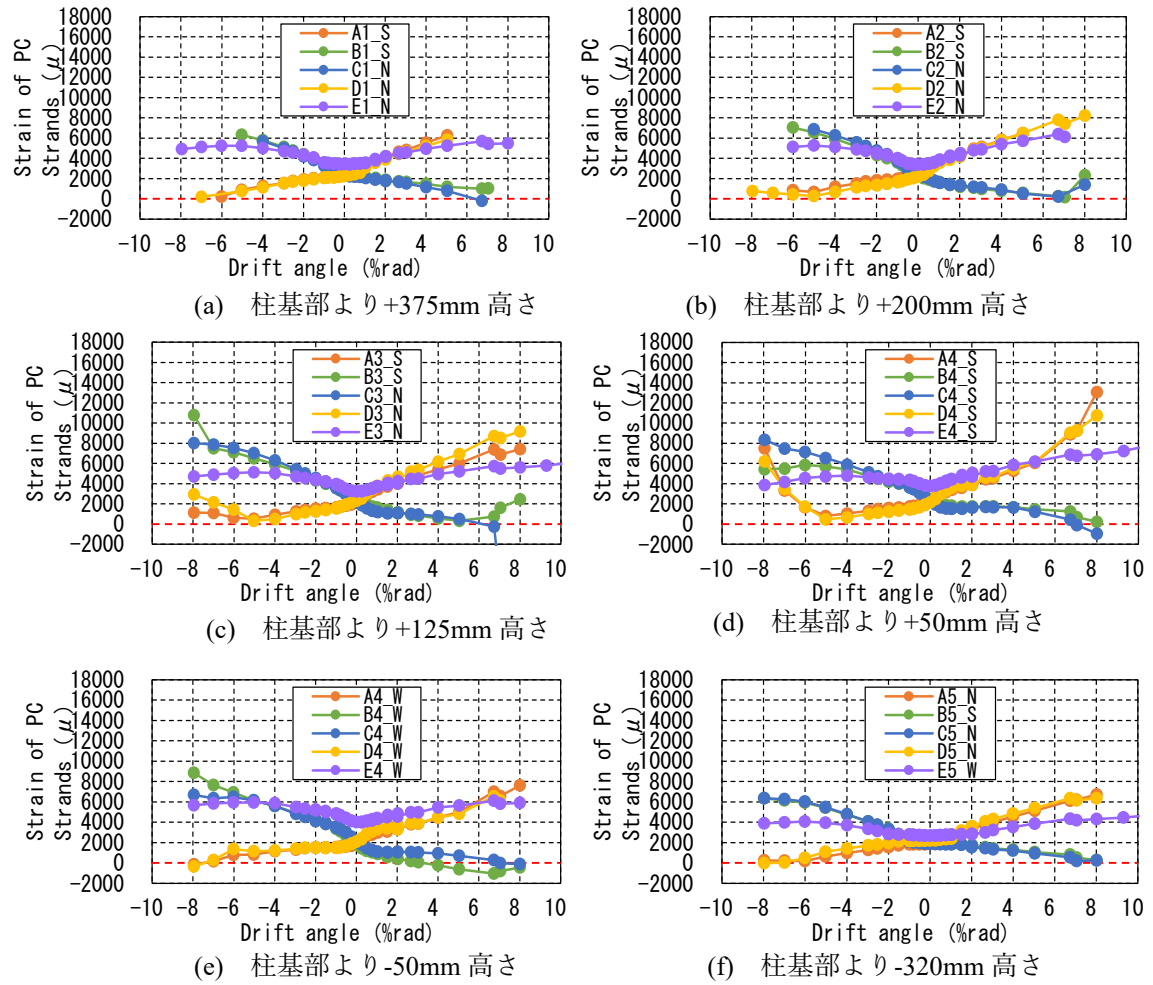 18000
16000
14000
12000
10000
8000
6000
4000
2000
0
-2000
Strain of PC
Strands (μ)
A1_S
B1_S
C1_N
D1_N
E1_N
-10 -8 -6 -4 -2 0 2 4 6 8 10
Drift angle (%rad)
(a) 柱基部より+375mm 高さ
18000
16000
14000
12000
10000
8000
6000
4000
2000
0
-2000
Strain of PC
Strands (μ)
A2_S
B2_S
C2_N
D2_N
E2_N
-10 -8 -6 -4 -2 0 2 4 6 8 10
Drift angle (%rad)
(b) 柱基部より+200mm 高さ
18000
16000
14000
12000
10000
8000
6000
4000
2000
0
-2000
Strain of PC
Strands (μ)
A3_S
B3_S
C3_N
D3_N
E3_N
-10 -8 -6 -4 -2 0 2 4 6 8 10
Drift angle (%rad)
(c) 柱基部より+125mm 高さ
18000
16000
14000
12000
10000
8000
6000
4000
2000
0
-2000
Strain of PC
Strands (μ)
A4_S
B4_S
C4_S
D4_S
E4_S
-10 -8 -6 -4 -2 0 2 4 6 8 10
Drift angle (%rad)
(d) 柱基部より+50mm 高さ
18000
16000
14000
12000
10000
8000
6000
4000
2000
0
-2000
Strain of PC
Strands (μ)
A4_W
B4_W
C4_W
D4_W
E4_W
-10 -8 -6 -4 -2 0 2 4 6 8 10
Drift angle (%rad)
(e) 柱基部より-50mm 高さ
18000
16000
14000
12000
10000
8000
6000
4000
2000
0
-2000
Strain of PC
Strands (μ)
A5_N
B5_S
C5_N
D5_N
E5_W
-10 -8 -6 -4 -2 0 2 4 6 8 10
Drift angle (%rad)
(f) 柱基部より-320mm 高さ